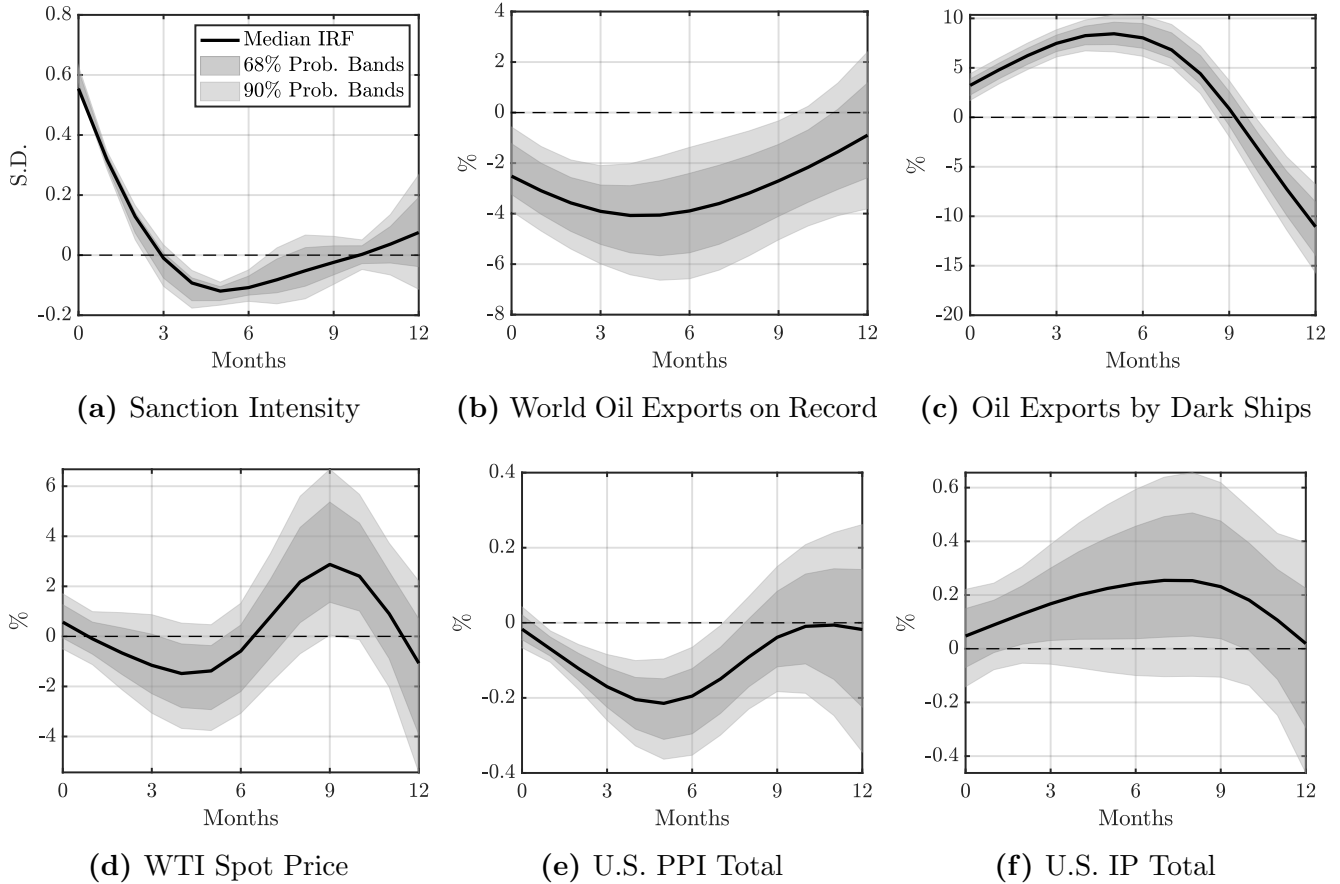 0.8
0.6
0.4
0.2
0
-0.2
S.D.
Median IRF
68% Prob. Bands
90% Prob. Bands
0 3 6 9 12
Months
(a) Sanction Intensity
4
2
0
-2
-4
-6
-8
%
0 3 6 9 12
Months
(b) World Oil Exports on Record
10
5
0
-5
-10
-15
-20
%
0 3 6 9 12
Months
(c) Oil Exports by Dark Ships
6
4
2
0
-2
-4
%
0 3 6 9 12
Months
(d) WTI Spot Price
0.4
0.2
0
-0.2
-0.4
%
0 3 6 9 12
Months
(e) U.S. PPI Total
0.6
0.4
0.2
0
-0.2
-0.4
%
0 3 6 9 12
Months
(f) U.S. IP Total